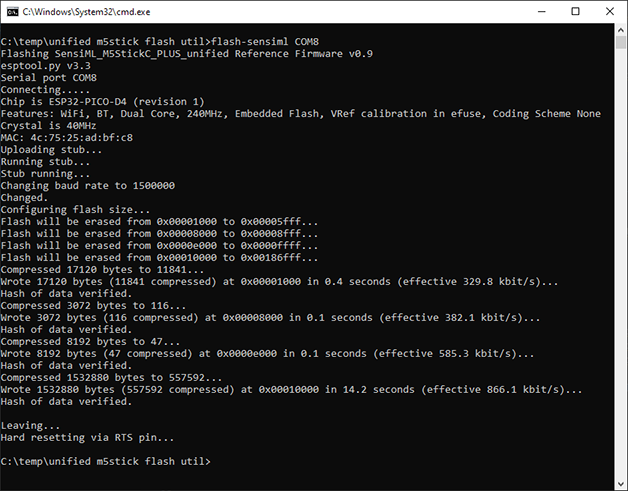 C:\Windows\System32\cmd.exe
C:\temp\unified m5stick flash util>flash-sensiml COM8
Flashing SensiML_M5StickC_PLUS_unified Reference Firmware v0.9
esptool.py v3.3
Serial port COM8
Connecting.....
Chip is ESP32-PICO-D4 (revision 1)
Features: WiFi, BT, Dual Core, 240MHz, Embedded Flash, VRef calibration in efuse, Coding Scheme None
Crystal is 40MHz
MAC: 4c:75:25:ad:bf:c8
Uploading stub...
Running stub...
Stub running...
Changing baud rate to 1500000
Changed.
Configuring flash size...
Flash will be erased from 0x00001000 to 0x00005fff...
Flash will be erased from 0x00008000 to 0x00008fff...
Flash will be erased from 0x0000e000 to 0x0000ffff...
Flash will be erased from 0x00010000 to 0x00186fff...
Compressed 17120 bytes to 11841...
Wrote 17120 bytes (11841 compressed) at 0x00001000 in 0.4 seconds (effective 329.8 kbit/s)...
Hash of data verified.
Compressed 3072 bytes to 116...
Wrote 3072 bytes (116 compressed) at 0x00008000 in 0.1 seconds (effective 382.1 kbit/s)...
Hash of data verified.
Compressed 8192 bytes to 47...
Wrote 8192 bytes (47 compressed) at 0x0000e000 in 0.1 seconds (effective 585.3 kbit/s)...
Hash of data verified.
Compressed 1532880 bytes to 557592...
Wrote 1532880 bytes (557592 compressed) at 0x00010000 in 14.2 seconds (effective 866.1 kbit/s)...
Hash of data verified.
Leaving...
Hard resetting via RTS pin...
C:\temp\unified m5stick flash util>